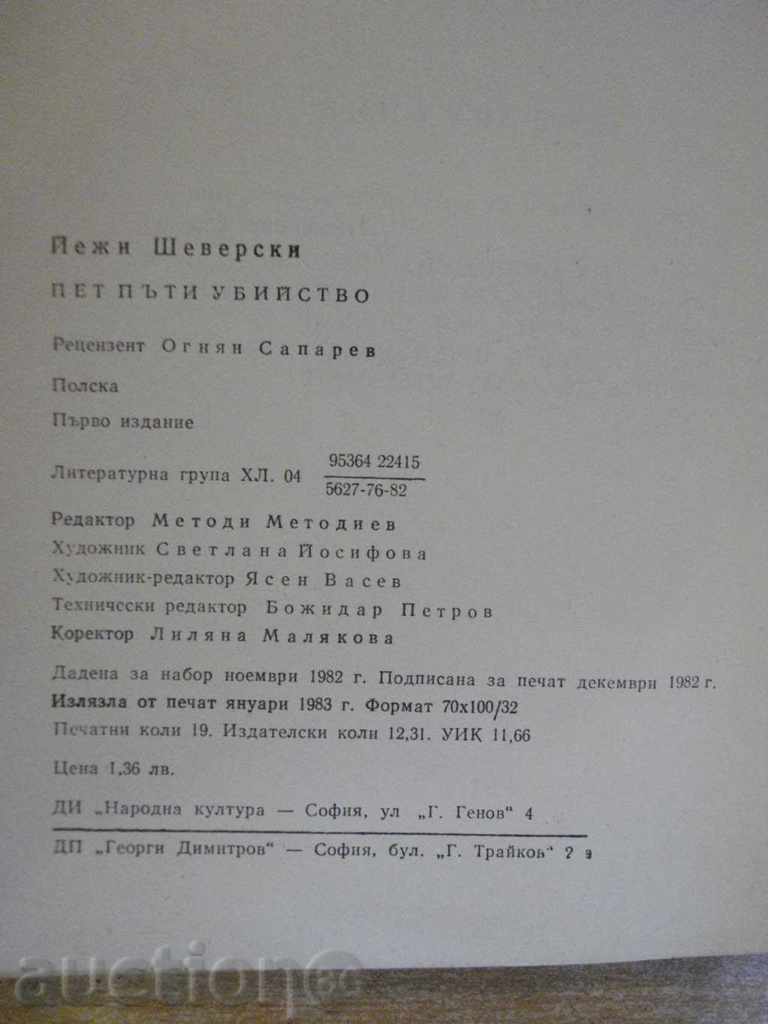 Йежи Шеверски
ПЕТ ПЪТИ УБИЙСТВО
Рецензент Огнян Сапарев
Полска
Първо издание
Литературна група ХЛ. 04 95364 22415
5627-76-82
Редактор Методи Методиев
Художник Светлана Йосифова
Художник-редактор Ясен Васев
Технически редактор Божидар Петров
Коректор Лиляна Малякова
Дадена за набор ноември 1982 г. Подписана за печат декември 1982 г.
Излязла от печат януари 1983 г. Формат 70x100/32
Печатни коли 19. Издателски коли 12,31. УИК 11,66
Цена 1,36 лв.
ДИ „Народна култура — София, ул „Г. Генов" 4
ДП „Георги Димитров" — София, бул. „Г. Трайков"
auction.bg